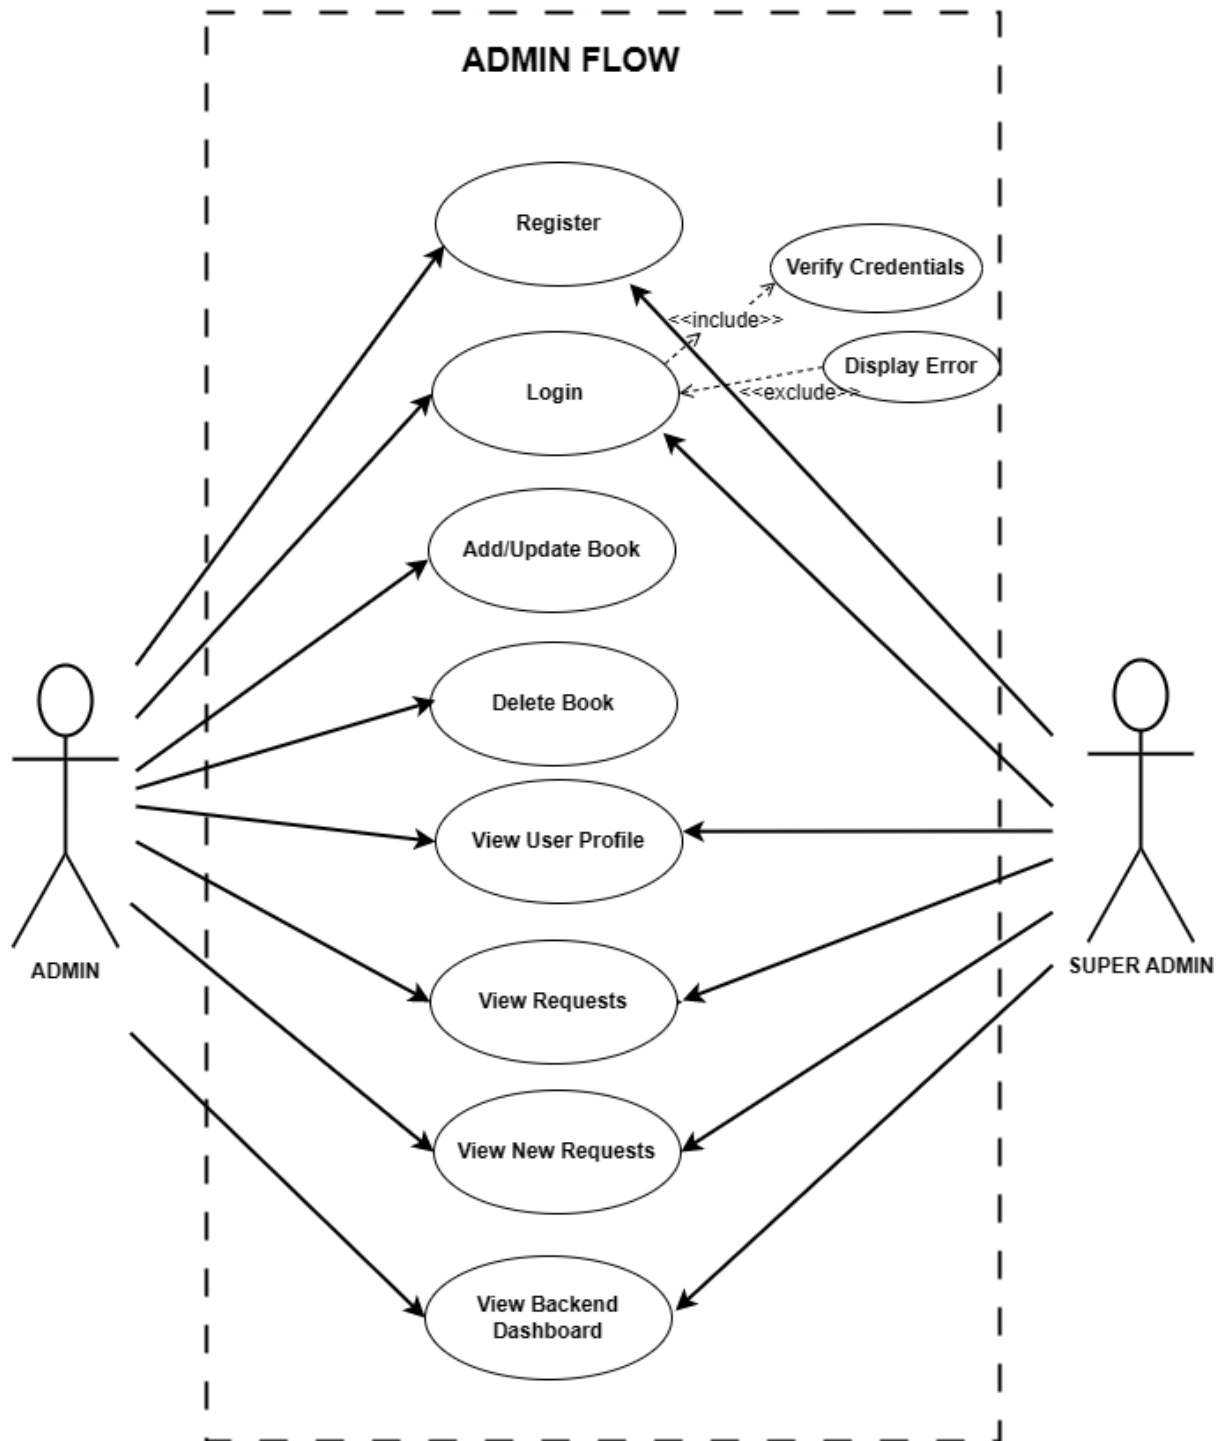 ADMIN FLOW
Register
Verify Credentials
<<include>>
Display Error
Login
<<exclude>>
Add/Update Book
Delete Book
View User Profile
ADMIN
SUPER ADMIN
View Requests
View New Requests
View Backend
Dashboard